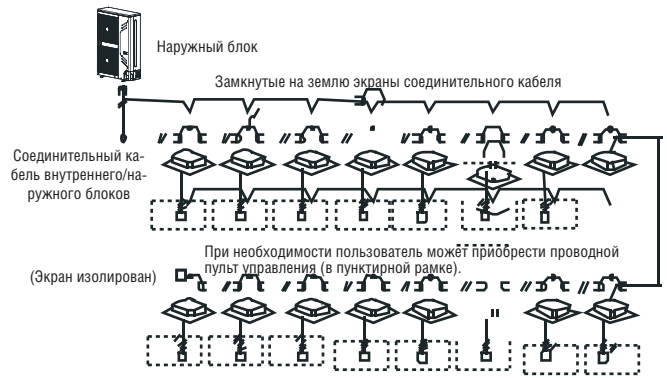 Наружный блок
Замкнутые на землю экраны соединительного кабеля
Соединительный ка-
бель внутреннего/на-
ружного блоков
При необходимости пользователь может приобрести проводной
пульт управления (в пунктирной рамке).
(Экран изолирован)